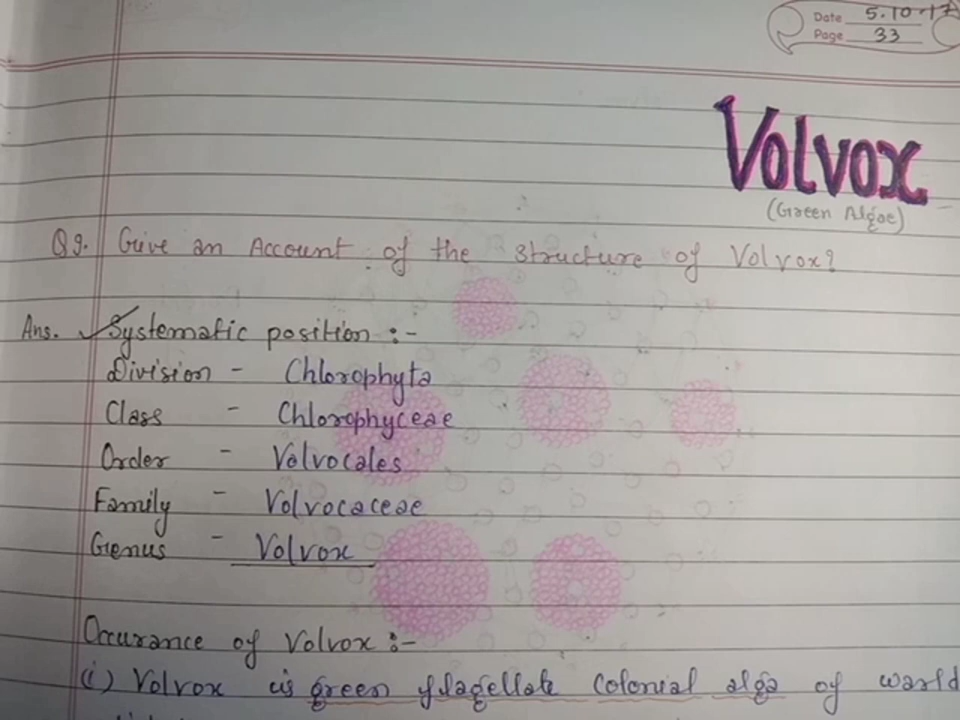 Date 5.10.17
Page 33
Volvox
(Green Algae)
Q9. Give an Account of the structure of Volvox?
Ans. Systematic position :-
Division - Chlorophyta
Class - Chlorophyceae
Order - Volvocales
Family - Volvocaceae
Genus - Volvox
Occurance of Volvox :-
(i) Volvox is green flagellate colonial alga of world